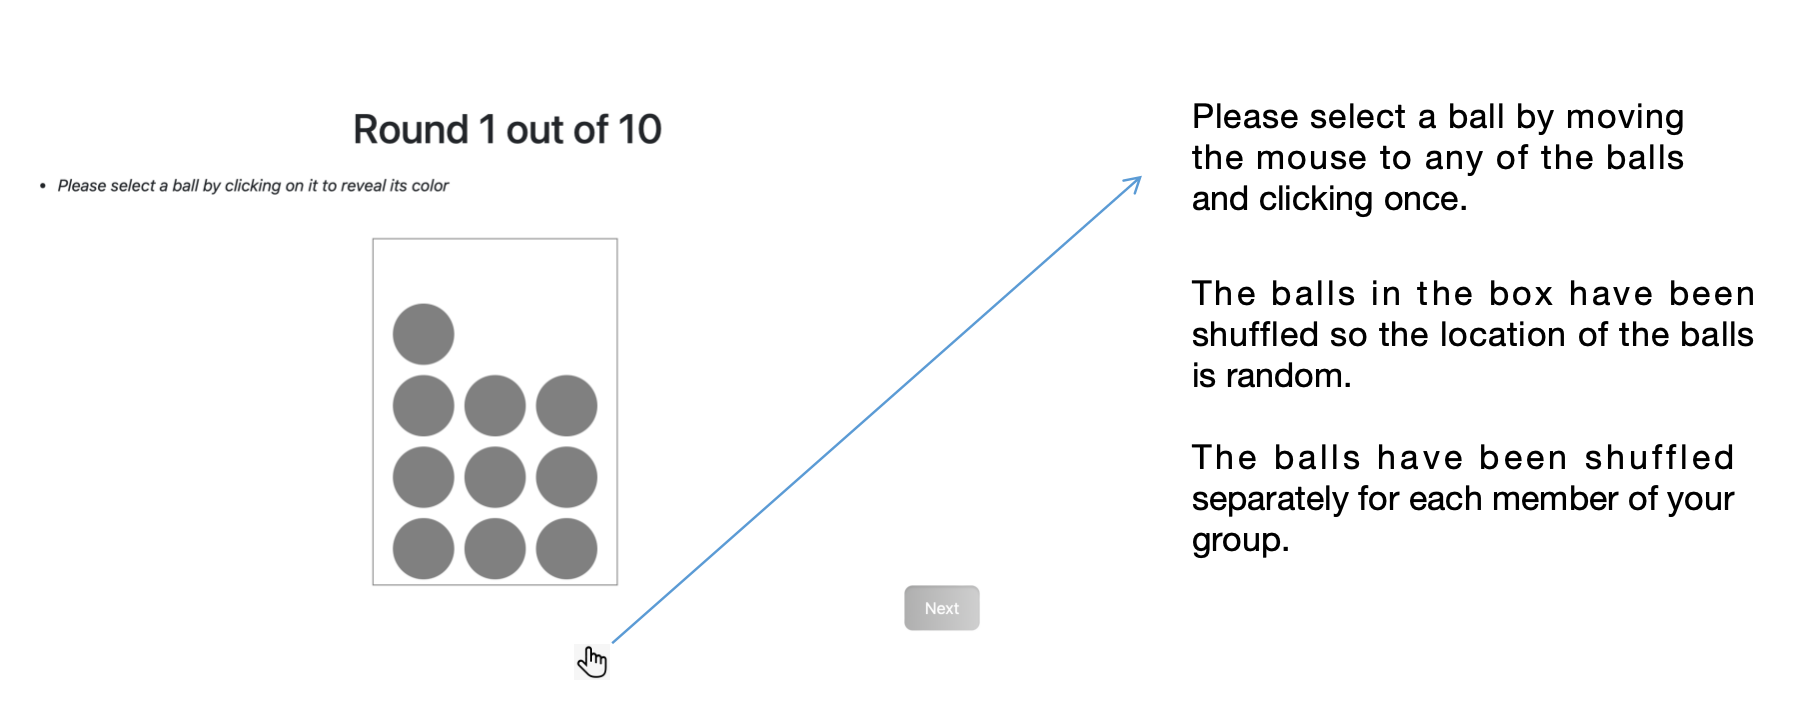 Round 1 out of 10
• Please select a ball by clicking on it to reveal its color
Next
Please select a ball by moving
the mouse to any of the balls
and clicking once.
The balls in the box have been
shuffled so the location of the balls
is random.
The balls have been shuffled
separately for each member of your
group.